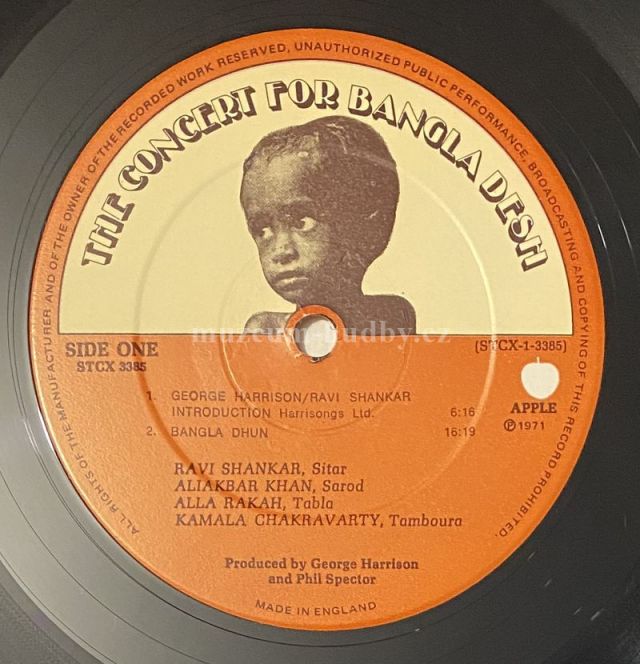 ALL RIGHTS OF THE MANUFACTURER AND OF THE OWNER OF THE RECORDED WORK RESERVED, UNAUTHORIZED PUBLIC PERFORMANCE, BROADCASTING AND COPYING OF THIS RECORD PROHIBITED.
THE CONCERT FOR BANGLA DESH
muzeum-hudby.cz
SIDE ONE
STCX 3385
(STCX-1-3385)
1. GEORGE HARRISON/RAVI SHANKAR
INTRODUCTION Harrisongs Ltd. 6:16
2. BANGLA DHUN 16:19
APPLE
℗ 1971
RAVI SHANKAR, Sitar
ALIAKBAR KHAN, Sarod
ALLA RAKAH, Tabla
KAMALA CHAKRAVARTY, Tamboura
Produced by George Harrison
and Phil Spector
MADE IN ENGLAND